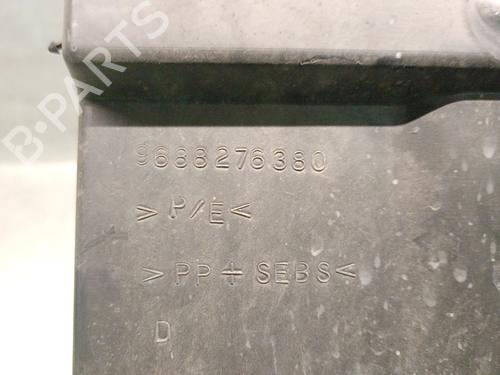 B-PARTS
9688276380
> P/E <
> PP + SEBS <
D